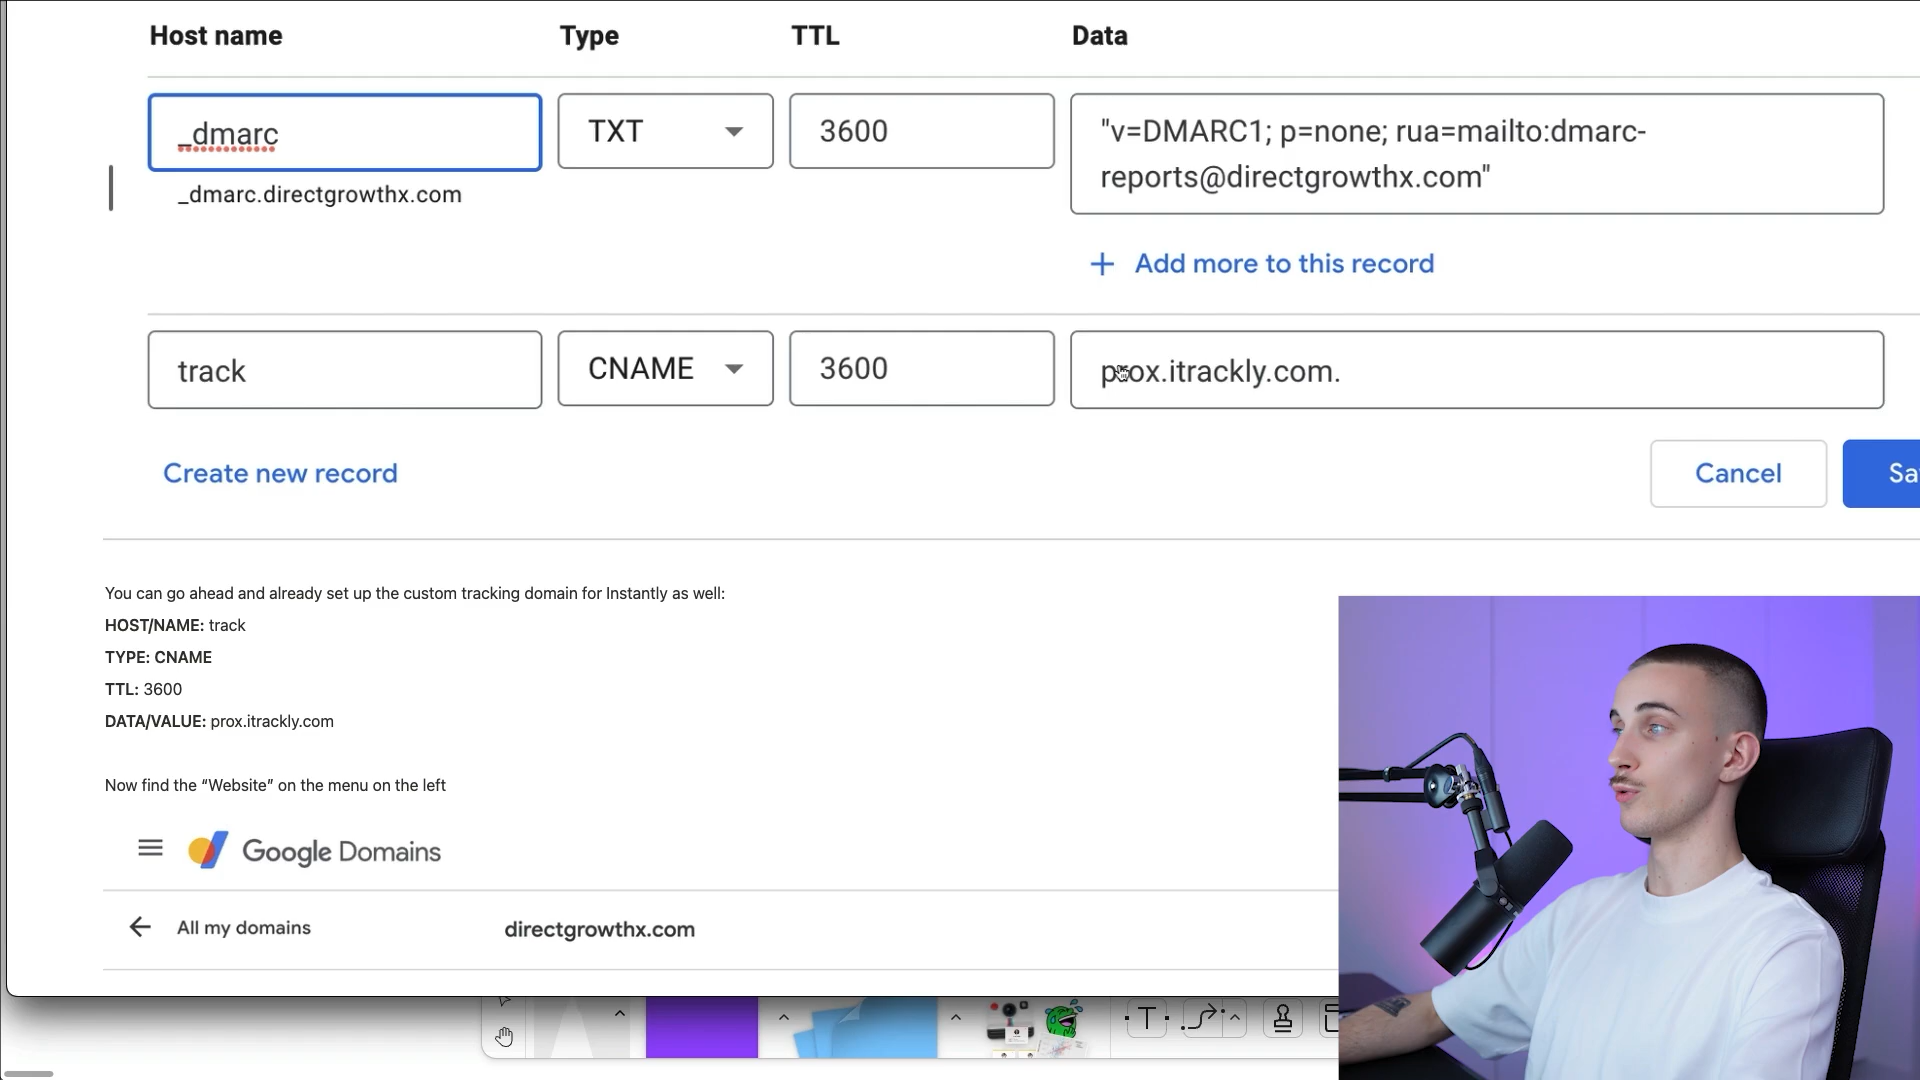 Host name Type TTL Data
_dmarc TXT 3600 "v=DMARC1; p=none; rua=mailto:dmarc-
reports@directgrowthx.com"
_dmarc.directgrowthx.com
+ Add more to this record
track CNAME 3600 prox.itrackly.com.
Create new record Cancel Sa
You can go ahead and already set up the custom tracking domain for Instantly as well:
HOST/NAME: track
TYPE: CNAME
TTL: 3600
DATA/VALUE: prox.itrackly.com
Now find the “Website” on the menu on the left
Google Domains
All my domains directgrowthx.com
T